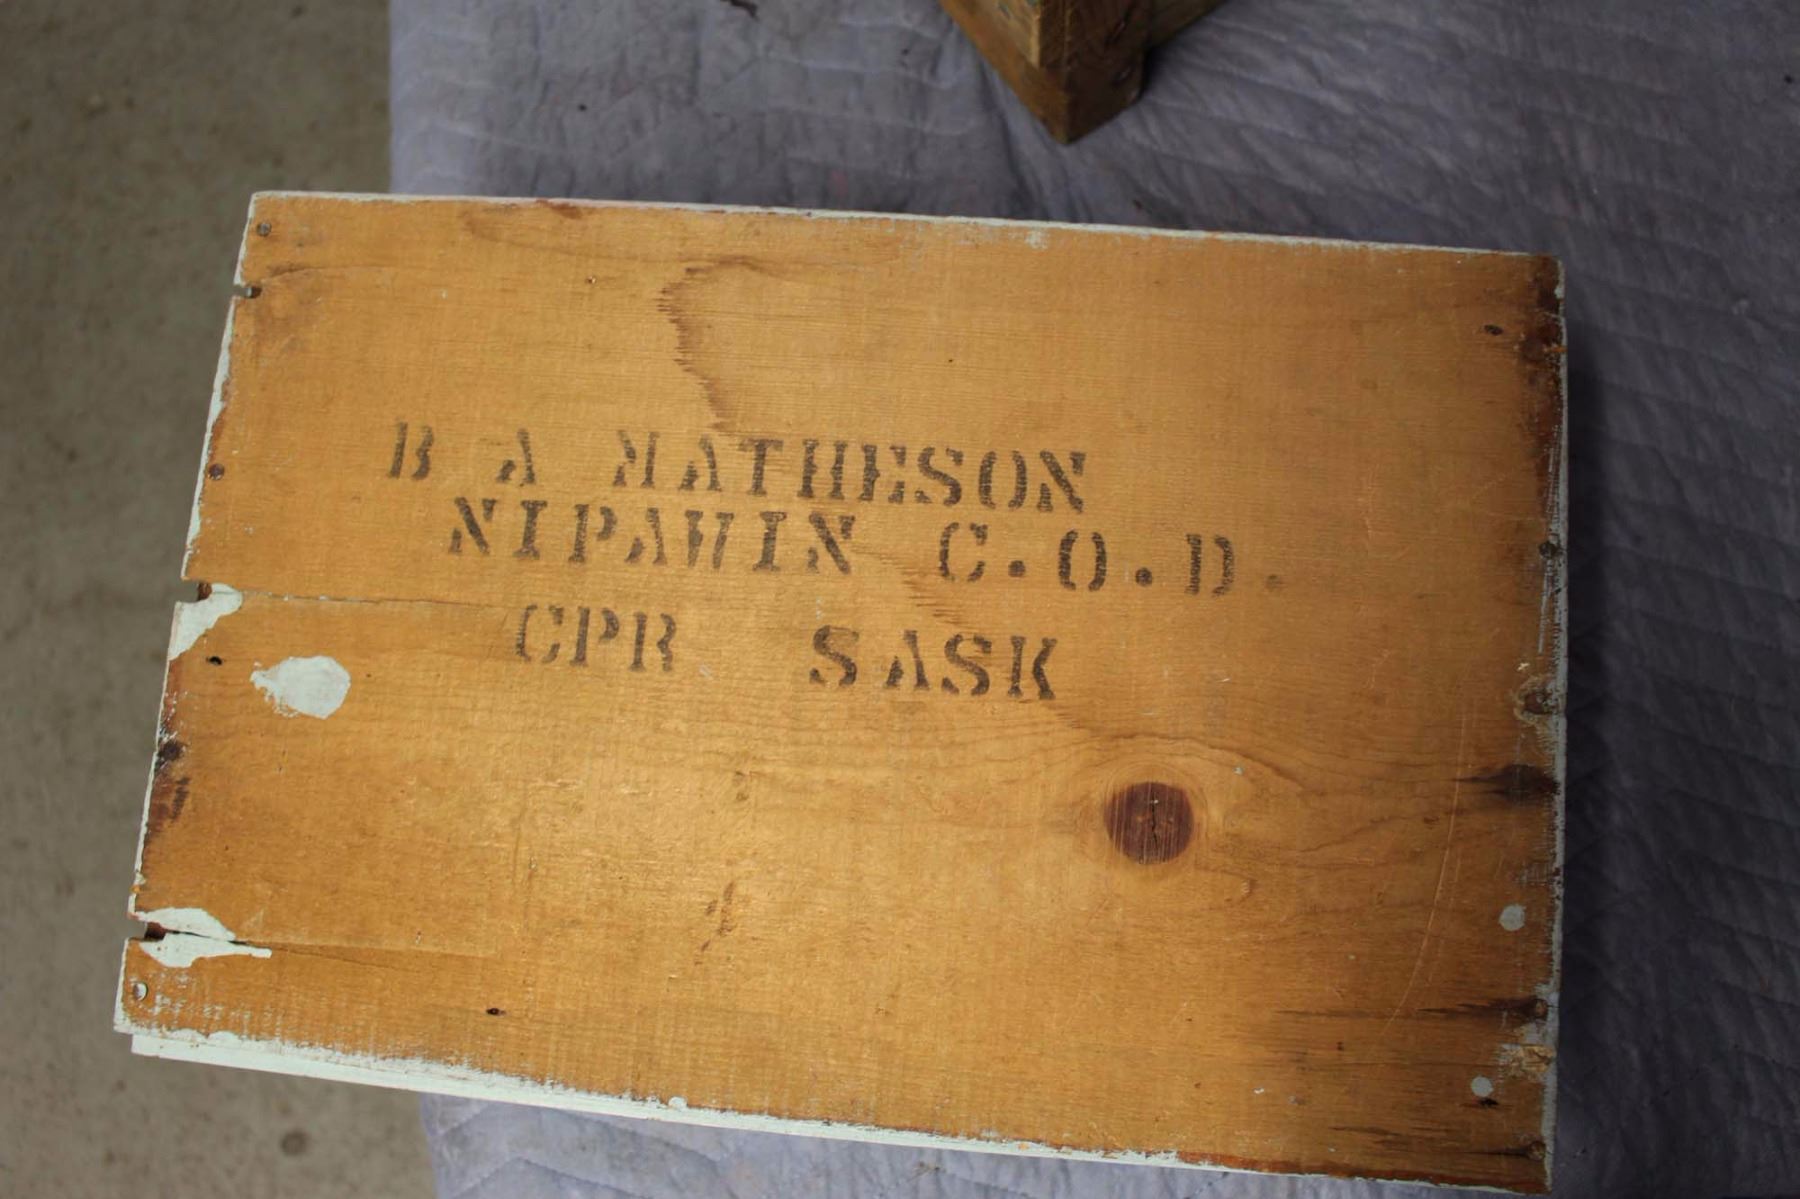 B A MATHESON
NIPAWIN C.O.D.
CPR SASK